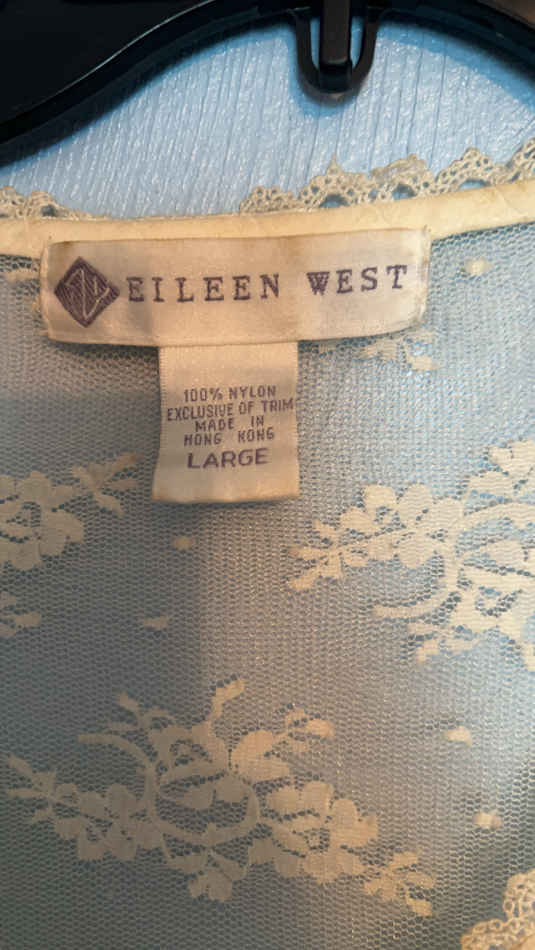 EILEEN WEST
100% NYLON
EXCLUSIVE OF TRIM
MADE IN
HONG KONG
LARGE